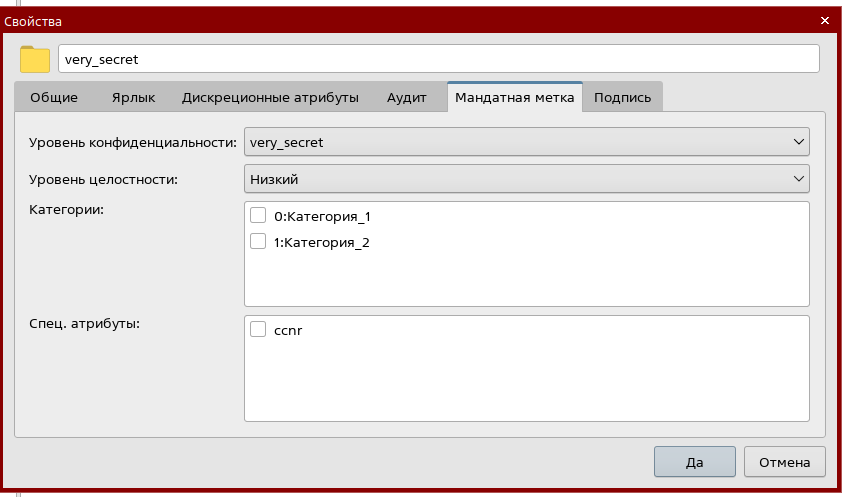 Свойства
very_secret
Общие Ярлык Дискреционные атрибуты Аудит Мандатная метка Подпись
Уровень конфиденциальности: very_secret
Уровень целостности: Низкий
Категории: 0:Категория_1
1:Категория_2
Спец. атрибуты: ccnr
Да Отмена